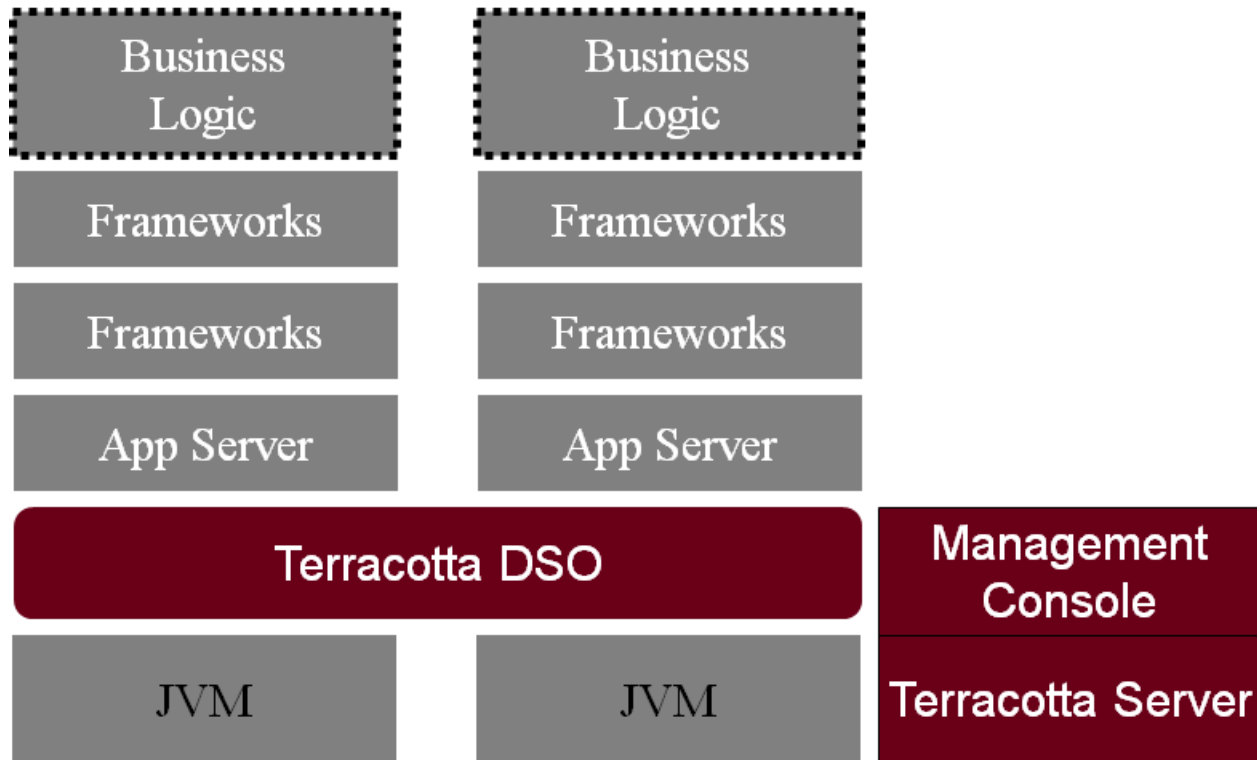 Business
Logic
Business
Logic
Frameworks
Frameworks
Frameworks
Frameworks
App Server
App Server
Terracotta DSO
Management
Console
JVM
JVM
Terracotta Server